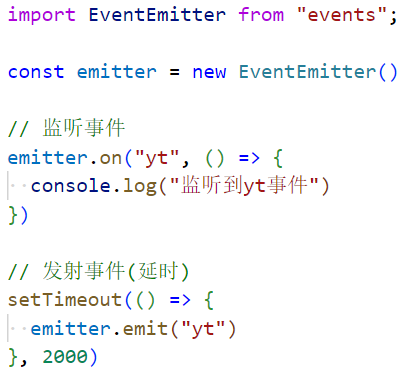 import EventEmitter from "events";
const emitter = new EventEmitter()
// 监听事件
emitter.on("yt", () => {
console.log("监听到yt事件")
})
// 发射事件(延时)
setTimeout(() => {
emitter.emit("yt")
}, 2000)